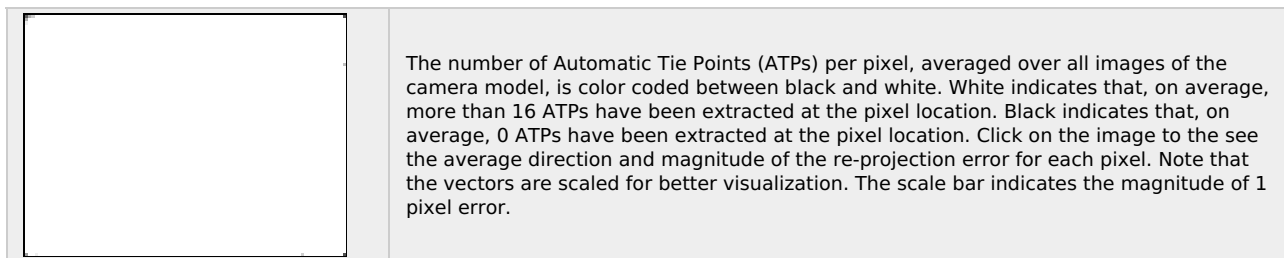 The number of Automatic Tie Points (ATPs) per pixel, averaged over all images of the
camera model, is color coded between black and white. White indicates that, on average,
more than 16 ATPs have been extracted at the pixel location. Black indicates that, on
average, 0 ATPs have been extracted at the pixel location. Click on the image to the see
the average direction and magnitude of the re-projection error for each pixel. Note that
the vectors are scaled for better visualization. The scale bar indicates the magnitude of 1
pixel error.